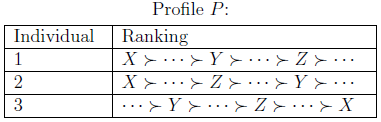 Profile P:
Individual Ranking
1 X ≻ ⋯ ≻ Y ≻ ⋯ ≻ Z ≻ ⋯
2 X ≻ ⋯ ≻ Z ≻ ⋯ ≻ Y ≻ ⋯
3 ⋯ ≻ Y ≻ ⋯ ≻ Z ≻ ⋯ ≻ X